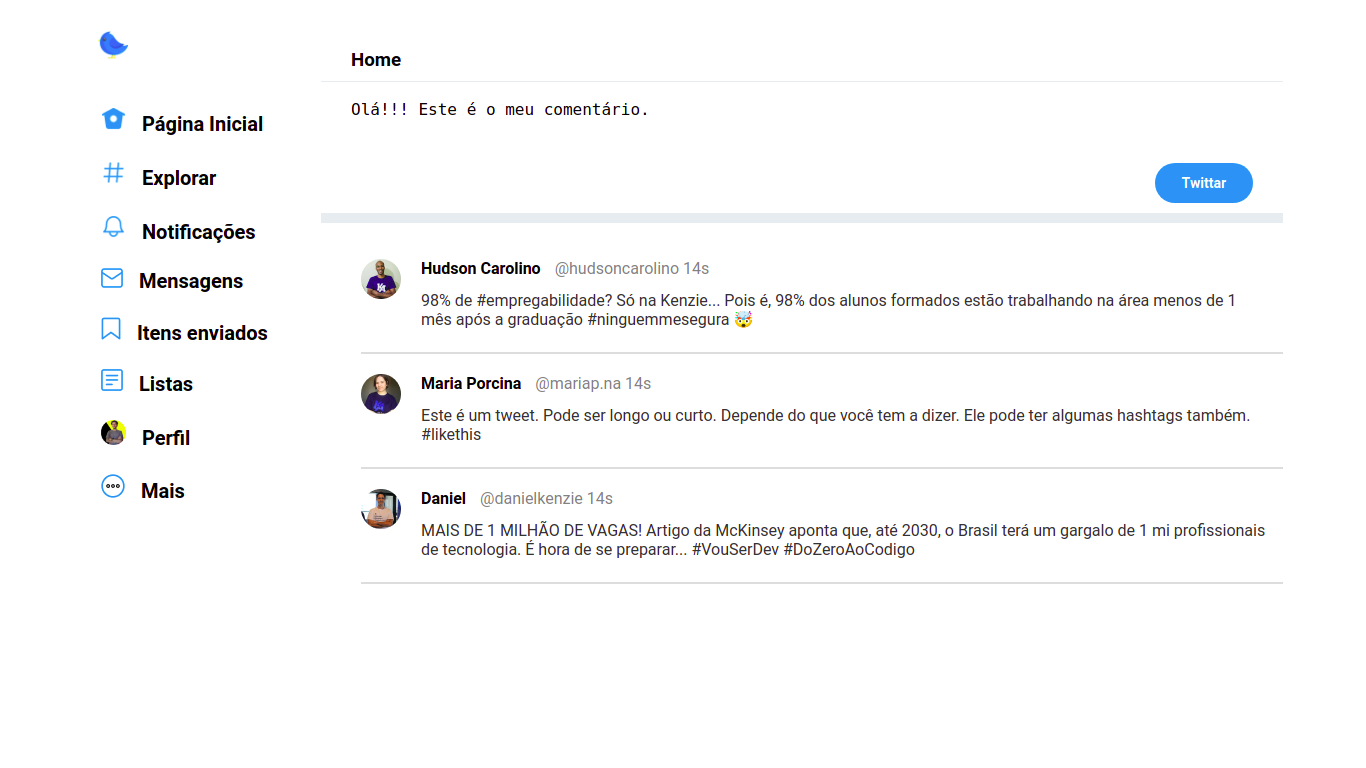 Home
Olá!!! Este é o meu comentário.
Twittar
Página Inicial
Explorar
Notificações
Mensagens
Itens enviados
Listas
Perfil
Mais
Hudson Carolino @hudsoncarolino 14s
98% de #empregabilidade? Só na Kenzie... Pois é, 98% dos alunos formados estão trabalhando na área menos de 1
mês após a graduação #ninguemmesegura 🤯
Maria Porcina @mariap.na 14s
Este é um tweet. Pode ser longo ou curto. Depende do que você tem a dizer. Ele pode ter algumas hashtags também.
#likethis
Daniel @danielkenzie 14s
MAIS DE 1 MILHÃO DE VAGAS! Artigo da McKinsey aponta que, até 2030, o Brasil terá um gargalo de 1 mi profissionais
de tecnologia. É hora de se preparar... #VouSerDev #DoZeroAoCodigo